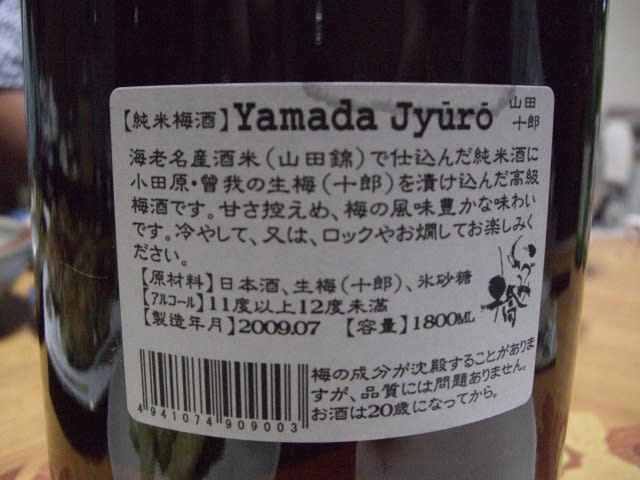 【純米梅酒】Yamada Jyūrō 山田十郎
海老名産酒米(山田錦)で仕込んだ純米酒に
小田原・曽我の生梅(十郎)を漬け込んだ高級
梅酒です。甘さ控えめ、梅の風味豊かな味わい
です。冷やして、又は、ロックやお燗してお楽しみく
ださい。
【原材料】日本酒、生梅(十郎)、氷砂糖
【アルコール】11度以上12度未満
【製造年月】2009.07 【容量】1800ML
梅の成分が沈殿することがありま
すが、品質には問題ありません。
お酒は20歳になってから。
4 941074 909003